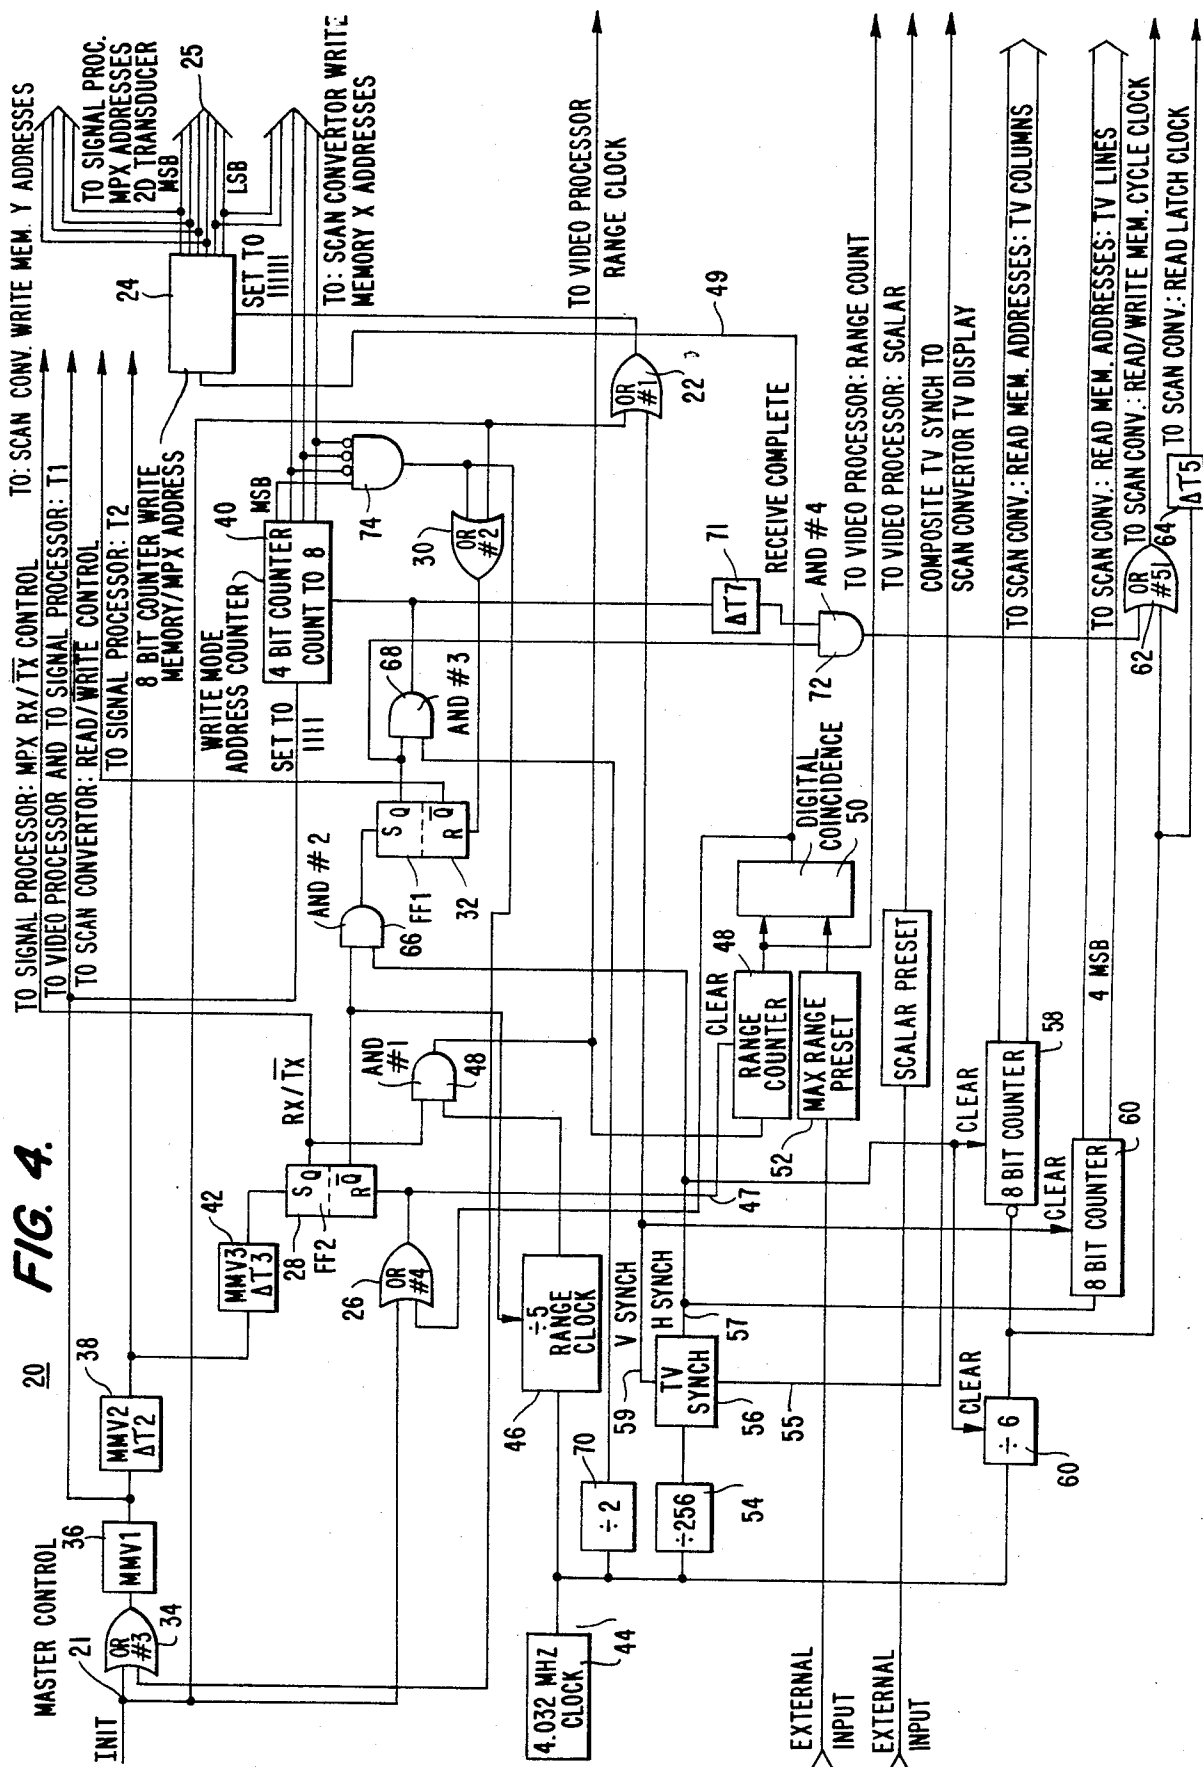 FIG. 4.
20
MASTER CONTROL
INIT
21
OR #3
34
36
MMV1
38
MMV2
ΔT2
42
MMV3
ΔT3
28
S Q
FF2
R Q̅
RX/T̅X̅
26
OR #4
TO SIGNAL PROCESSOR: MPX RX/T̅X̅ CONTROL
TO VIDEO PROCESSOR AND TO SIGNAL PROCESSOR: T1
TO SCAN CONVERTOR: READ/W̅R̅I̅T̅E̅ CONTROL
TO SIGNAL PROCESSOR: T2
8 BIT COUNTER WRITE
MEMORY/MPX ADDRESS
24
TO: SCAN CONV. WRITE MEM. Y ADDRESSES
TO SIGNAL PROC.
MPX ADDRESSES
2D TRANSDUCER
MSB
25
LSB
SET TO
111111
TO: SCAN CONVERTOR WRITE
MEMORY X ADDRESSES
WRITE MODE
ADDRESS COUNTER
40
4 BIT COUNTER
COUNT TO 8
MSB
SET TO
1111
74
30
OR #2
AND #2
66
S Q
FF1
R Q̅
32
68
AND #3
AND #1
48
OR #1
22
49
TO VIDEO PROCESSOR
RANGE CLOCK
46
÷5
RANGE
CLOCK
47
CLEAR
48
RANGE
COUNTER
52
MAX RANGE
PRESET
DIGITAL
COINCIDENCE
50
RECEIVE COMPLETE
71
ΔT7
72
AND #4
TO VIDEO PROCESSOR: RANGE COUNT
TO VIDEO PROCESSOR: SCALAR
COMPOSITE TV SYNCH TO
SCAN CONVERTOR TV DISPLAY
SCALAR PRESET
4.032 MHZ
CLOCK
44
70
÷ 2
÷256
54
V SYNCH
59
H SYNCH
57
TV
SYNCH
56
55
EXTERNAL
INPUT
EXTERNAL
INPUT
CLEAR
÷ 6
60
CLEAR
8 BIT COUNTER
58
CLEAR
8 BIT COUNTER
60
4 MSB
TO SCAN CONV.: READ MEM. ADDRESSES: TV COLUMNS
TO SCAN CONV.: READ MEM. ADDRESSES: TV LINES
62
OR #51
TO SCAN CONV.: READ/WRITE MEM. CYCLE CLOCK
64
ΔT5
TO SCAN CONV.: READ LATCH CLOCK